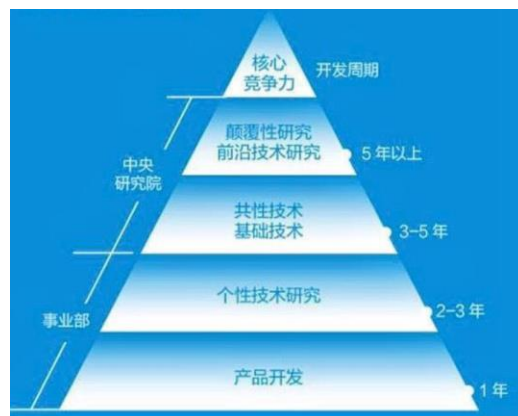 核心
竞争力
开发周期
颠覆性研究
前沿技术研究
5 年以上
中央
研究院
共性技术
基础技术
3-5 年
个性技术研究
2-3 年
事业部
产品开发
1 年